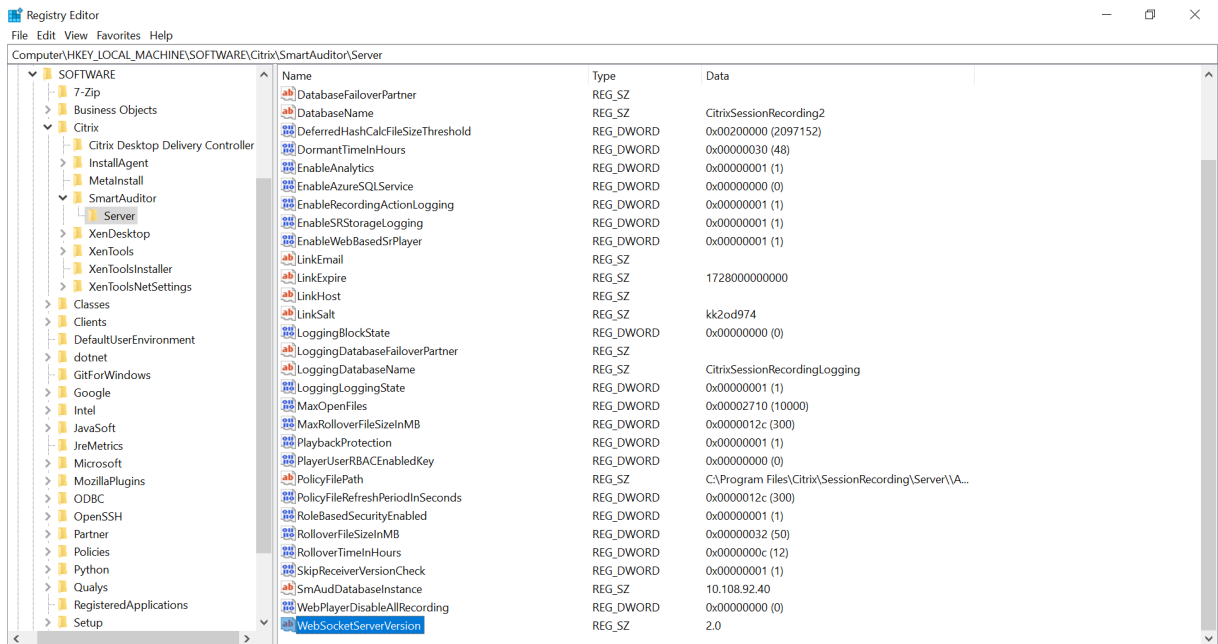 Registry Editor
File Edit View Favorites Help
Computer\HKEY_LOCAL_MACHINE\SOFTWARE\Citrix\SmartAuditor\Server
SOFTWARE
7-Zip
Business Objects
Citrix
Citrix Desktop Delivery Controller
InstallAgent
MetaInstall
SmartAuditor
Server
XenDesktop
XenTools
XenToolsInstaller
XenToolsNetSettings
Classes
Clients
DefaultUserEnvironment
dotnet
GitForWindows
Google
Intel
JavaSoft
JreMetrics
Microsoft
MozillaPlugins
ODBC
OpenSSH
Partner
Policies
Python
Qualys
RegisteredApplications
Setup
Name Type Data
DatabaseFailoverPartner REG_SZ
DatabaseName REG_SZ CitrixSessionRecording2
DeferredHashCalcFileSizeThreshold REG_DWORD 0x00200000 (2097152)
DormantTimeInHours REG_DWORD 0x00000030 (48)
EnableAnalytics REG_DWORD 0x00000001 (1)
EnableAzureSQLService REG_DWORD 0x00000000 (0)
EnableRecordingActionLogging REG_DWORD 0x00000001 (1)
EnableSRStorageLogging REG_DWORD 0x00000001 (1)
EnableWebBasedSrPlayer REG_DWORD 0x00000001 (1)
LinkEmail REG_SZ
LinkExpire REG_SZ 1728000000000
LinkHost REG_SZ
LinkSalt REG_SZ kk2od974
LoggingBlockState REG_DWORD 0x00000000 (0)
LoggingDatabaseFailoverPartner REG_SZ
LoggingDatabaseName REG_SZ CitrixSessionRecordingLogging
LoggingLoggingState REG_DWORD 0x00000001 (1)
MaxOpenFiles REG_DWORD 0x00002710 (10000)
MaxRolloverFileSizeInMB REG_DWORD 0x0000012c (300)
PlaybackProtection REG_DWORD 0x00000001 (1)
PlayerUserRBACEnabledKey REG_DWORD 0x00000000 (0)
PolicyFilePath REG_SZ C:\Program Files\Citrix\SessionRecording\Server\\A...
PolicyFileRefreshPeriodInSeconds REG_DWORD 0x0000012c (300)
RoleBasedSecurityEnabled REG_DWORD 0x00000001 (1)
RolloverFileSizeInMB REG_DWORD 0x00000032 (50)
RolloverTimeInHours REG_DWORD 0x0000000c (12)
SkipReceiverVersionCheck REG_DWORD 0x00000001 (1)
SmAudDatabaseInstance REG_SZ 10.108.92.40
WebPlayerDisableAllRecording REG_DWORD 0x00000000 (0)
WebSocketServerVersion REG_SZ 2.0